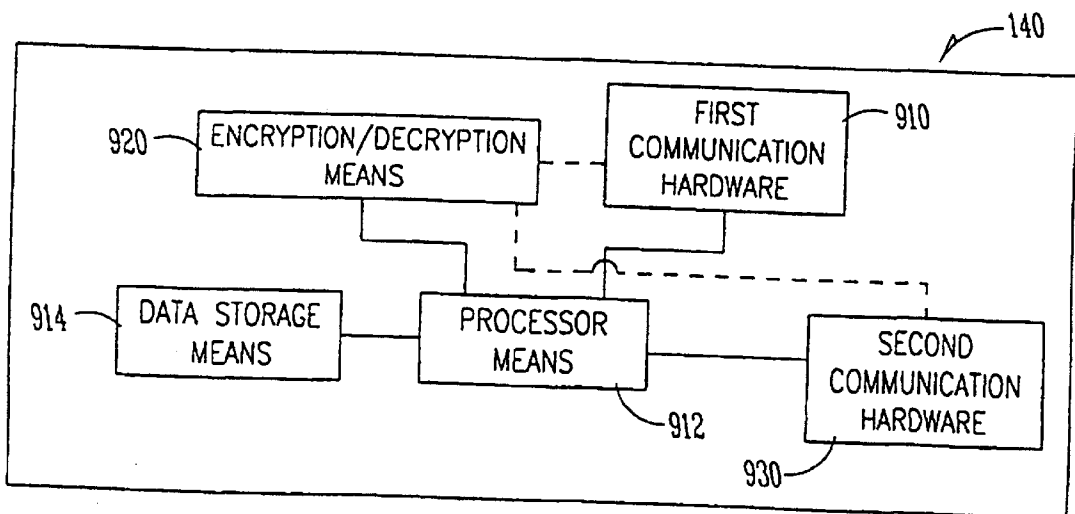 140
920
ENCRYPTION/DECRYPTION
MEANS
FIRST
COMMUNICATION
HARDWARE
910
914
DATA STORAGE
MEANS
PROCESSOR
MEANS
912
SECOND
COMMUNICATION
HARDWARE
930